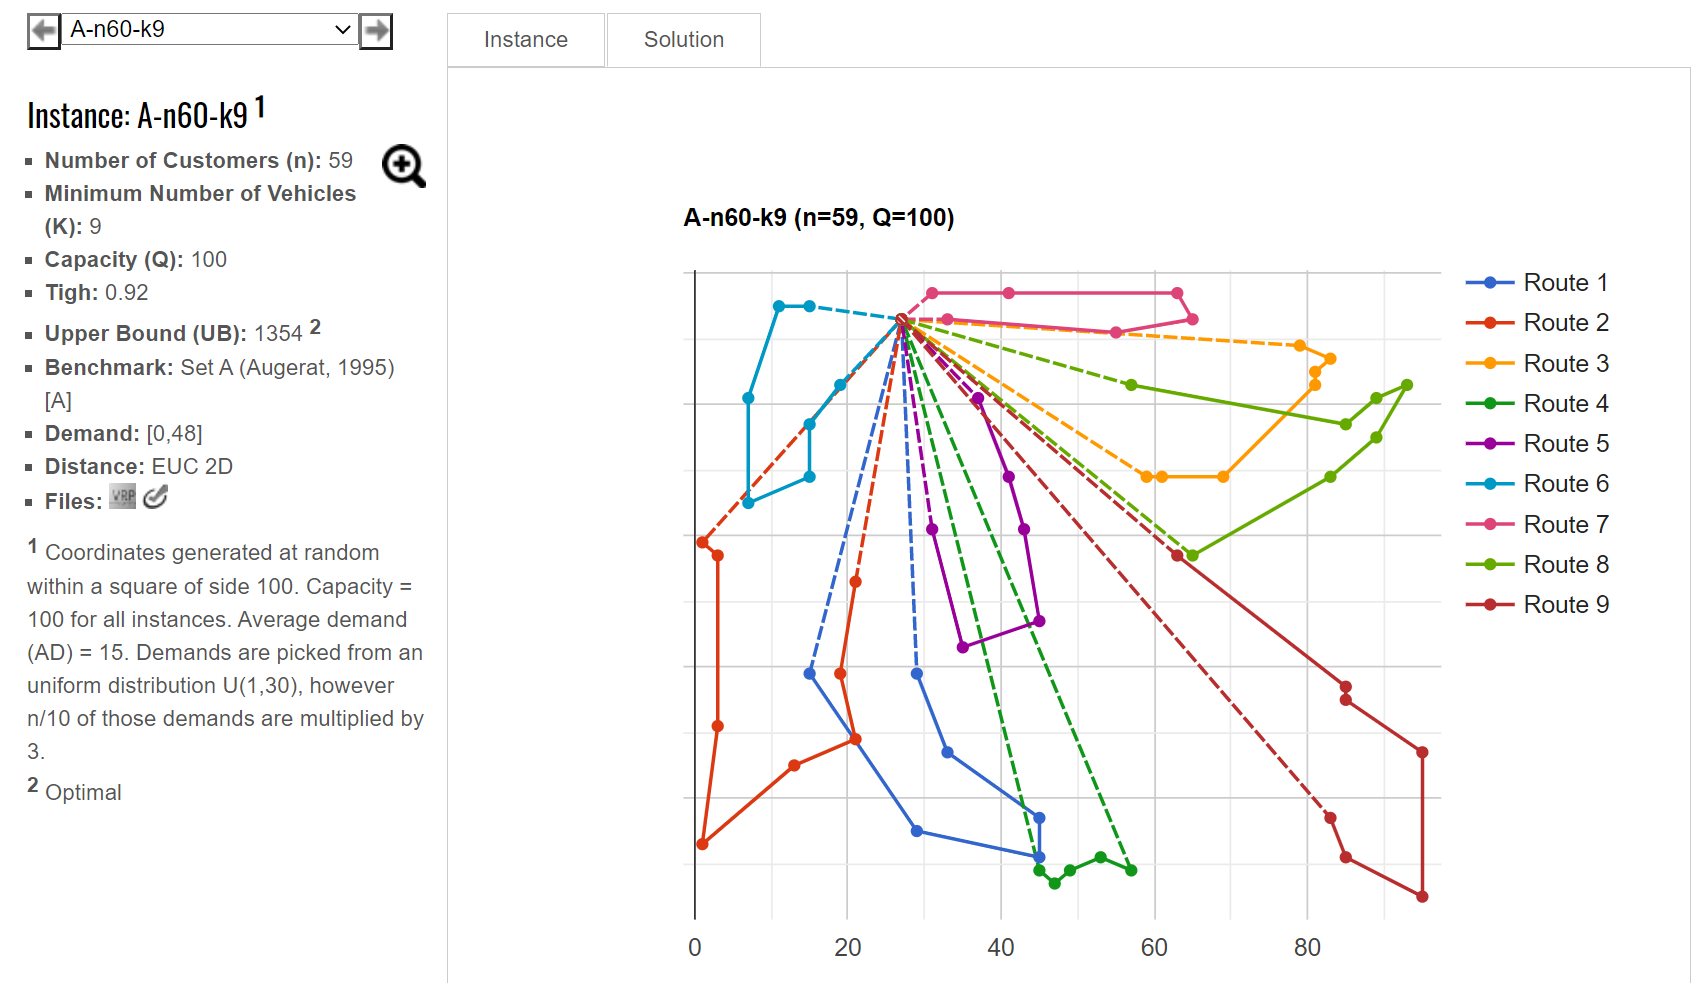 A-n60-k9
Instance
Solution
Instance: A-n60-k9 1
Number of Customers (n): 59
Minimum Number of Vehicles
(K): 9
Capacity (Q): 100
Tigh: 0.92
Upper Bound (UB): 1354 2
Benchmark: Set A (Augerat, 1995)
[A]
Demand: [0,48]
Distance: EUC 2D
Files: VRP
1 Coordinates generated at random
within a square of side 100. Capacity =
100 for all instances. Average demand
(AD) = 15. Demands are picked from an
uniform distribution U(1,30), however
n/10 of those demands are multiplied by
3.
2 Optimal
A-n60-k9 (n=59, Q=100)
Route 1
Route 2
Route 3
Route 4
Route 5
Route 6
Route 7
Route 8
Route 9
0 20 40 60 80